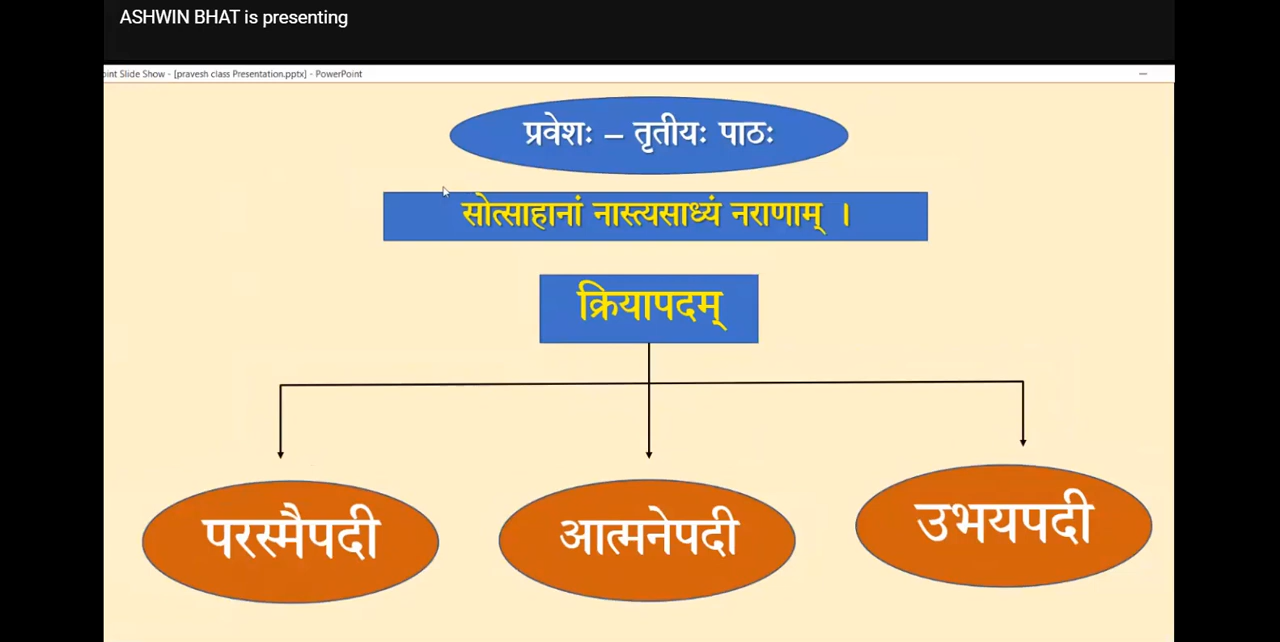 ASHWIN BHAT is presenting
oint Slide Show - [pravesh class Presentation.pptx] - PowerPoint
प्रवेशः – तृतीयः पाठः
सोत्साहानां नास्त्यसाध्यं नराणाम् ।
क्रियापदम्
परस्मैपदी
आत्मनेपदी
उभयपदी